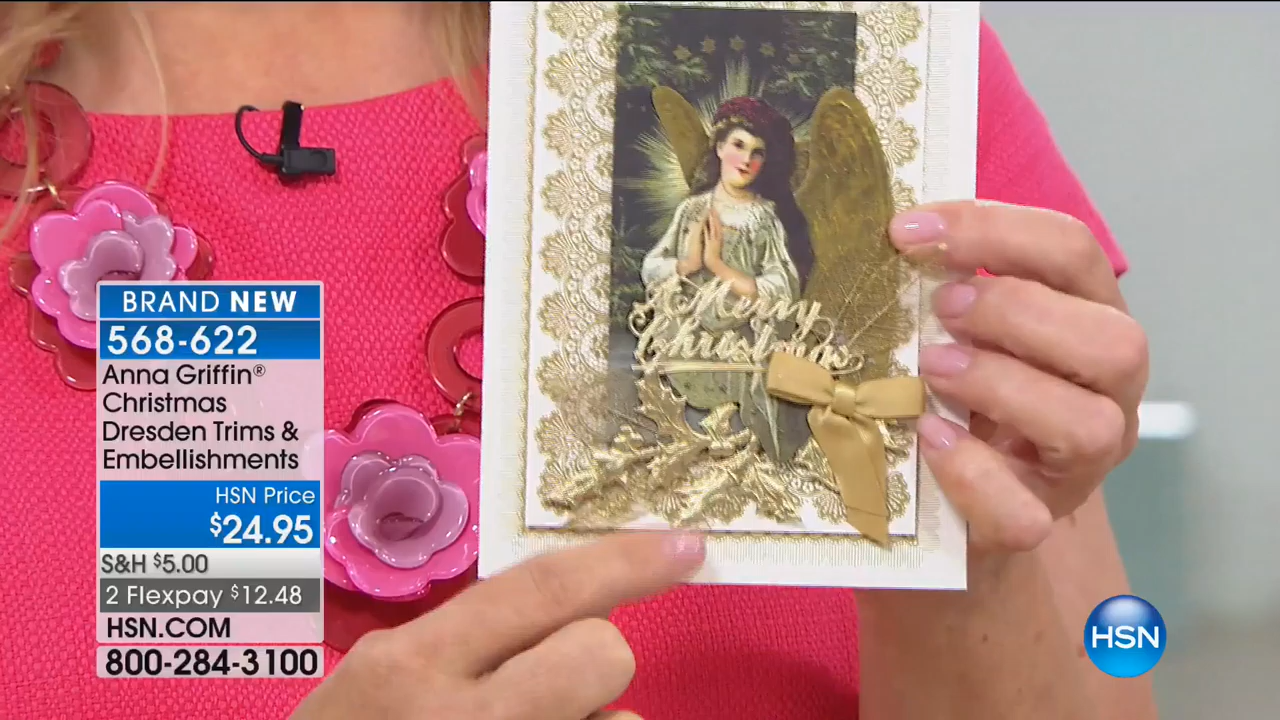 A Merry
Christmas
BRAND NEW
568-622
Anna Griffin®
Christmas
Dresden Trims &
Embellishments
HSN Price
$24.95
S&H $5.00
2 Flexpay $12.48
HSN.COM
800-284-3100
HSN